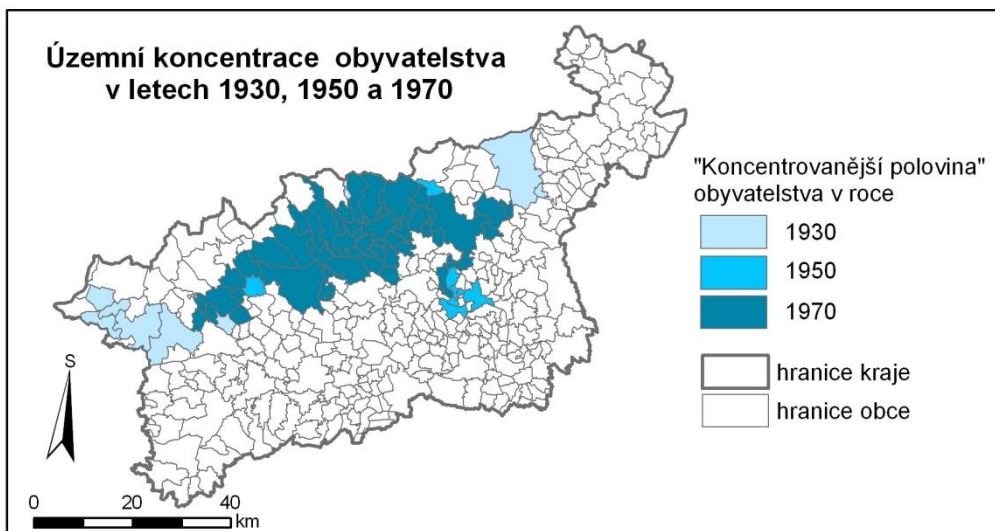 Územní koncentrace obyvatelstva
v letech 1930, 1950 a 1970
"Koncentrovanější polovina"
obyvatelstva v roce
1930
1950
1970
hranice kraje
hranice obce
S
0 20 40
km